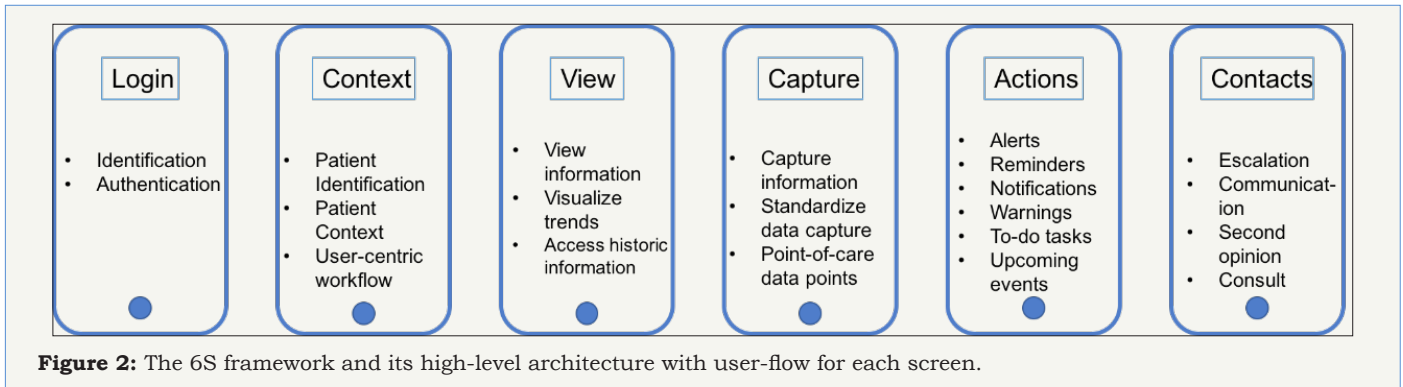 Login
• Identification
• Authentication
Context
• Patient
Identification
• Patient
Context
• User-centric
workflow
View
• View
information
• Visualize
trends
• Access historic
information
Capture
• Capture
information
• Standardize
data capture
• Point-of-care
data points
Actions
• Alerts
• Reminders
• Notifications
• Warnings
• To-do tasks
• Upcoming
events
Contacts
• Escalation
• Communicat-
ion
• Second
opinion
• Consult
Figure 2: The 6S framework and its high-level architecture with user-flow for each screen.